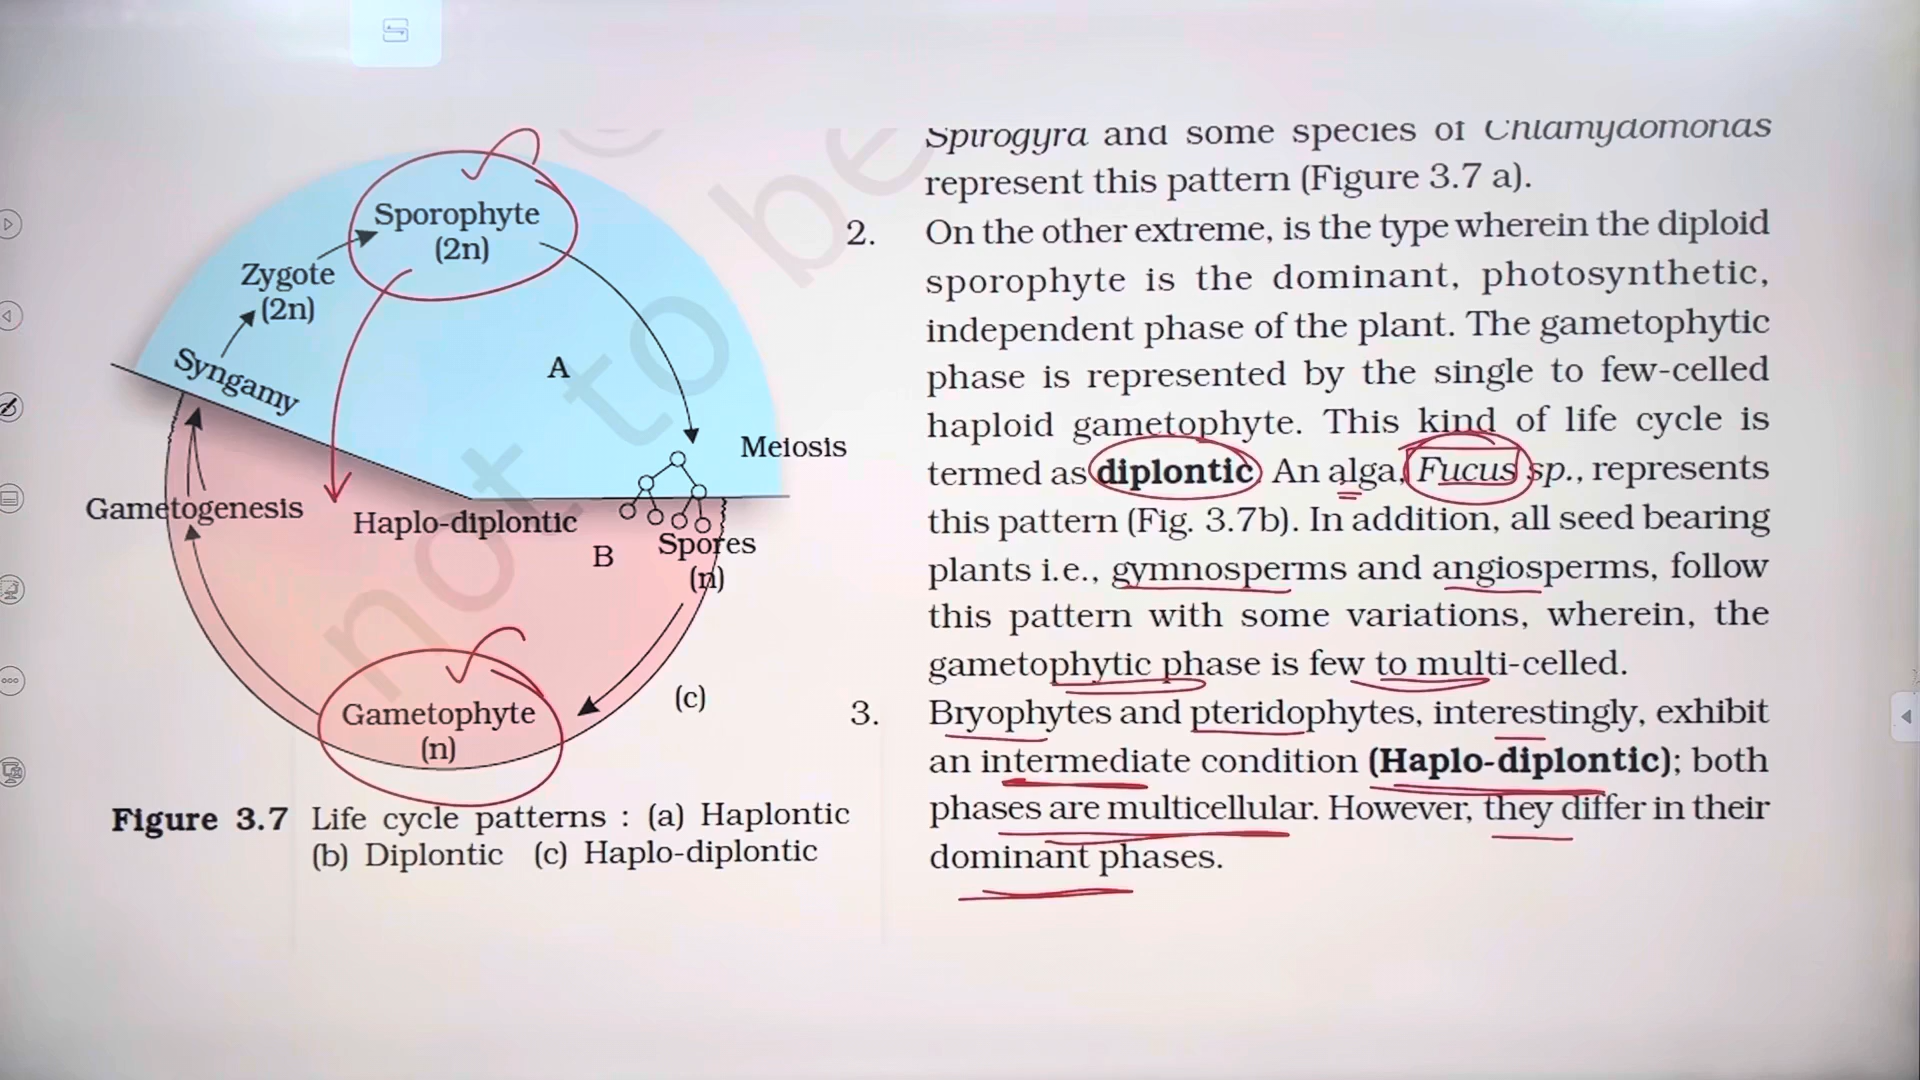 Sporophyte
(2n)
Zygote
(2n)
Syngamy
A
Meiosis
Gametogenesis
Haplo-diplontic
B
Spores
(n)
Gametophyte
(n)
(c)
Figure 3.7 Life cycle patterns : (a) Haplontic
(b) Diplontic (c) Haplo-diplontic
not to be
Spirogyra and some species of Chlamydomonas
represent this pattern (Figure 3.7 a).
2. On the other extreme, is the type wherein the diploid
sporophyte is the dominant, photosynthetic,
independent phase of the plant. The gametophytic
phase is represented by the single to few-celled
haploid gametophyte. This kind of life cycle is
termed as diplontic. An alga, Fucus sp., represents
this pattern (Fig. 3.7b). In addition, all seed bearing
plants i.e., gymnosperms and angiosperms, follow
this pattern with some variations, wherein, the
gametophytic phase is few to multi-celled.
3. Bryophytes and pteridophytes, interestingly, exhibit
an intermediate condition (Haplo-diplontic); both
phases are multicellular. However, they differ in their
dominant phases.